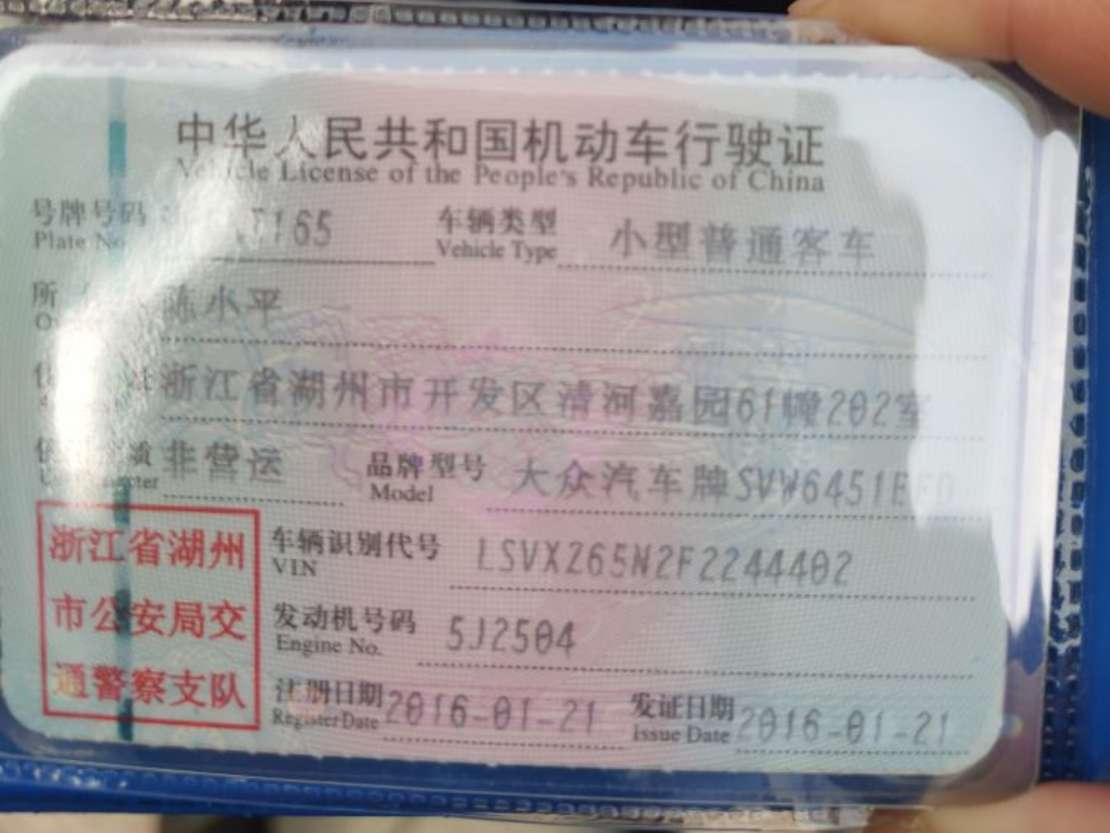 中华人民共和国机动车行驶证
Vehicle License of the People's Republic of China
号牌号码 165 车辆类型 小型普通客车
Plate No. Vehicle Type
所 陈小平
浙江省湖州市开发区清河嘉园61幢202室
非营运 品牌型号 大众汽车牌SVW6451
Model
浙江省湖州 车辆识别代号 LSVXZ65N2F2244402
VIN
市公安局交 发动机号码 5J2504
Engine No.
通警察支队 注册日期 2016-01-21 发证日期 2016-01-21
Register Date Issue Date